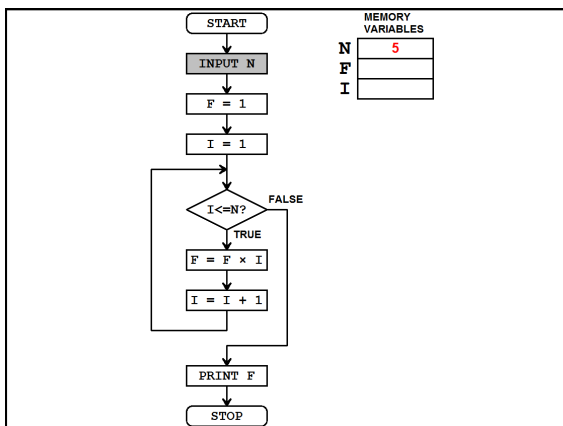 START
INPUT N
F = 1
I = 1
I<=N?
FALSE
TRUE
F = F × I
I = I + 1
PRINT F
STOP
MEMORY
VARIABLES
N 5
F
I